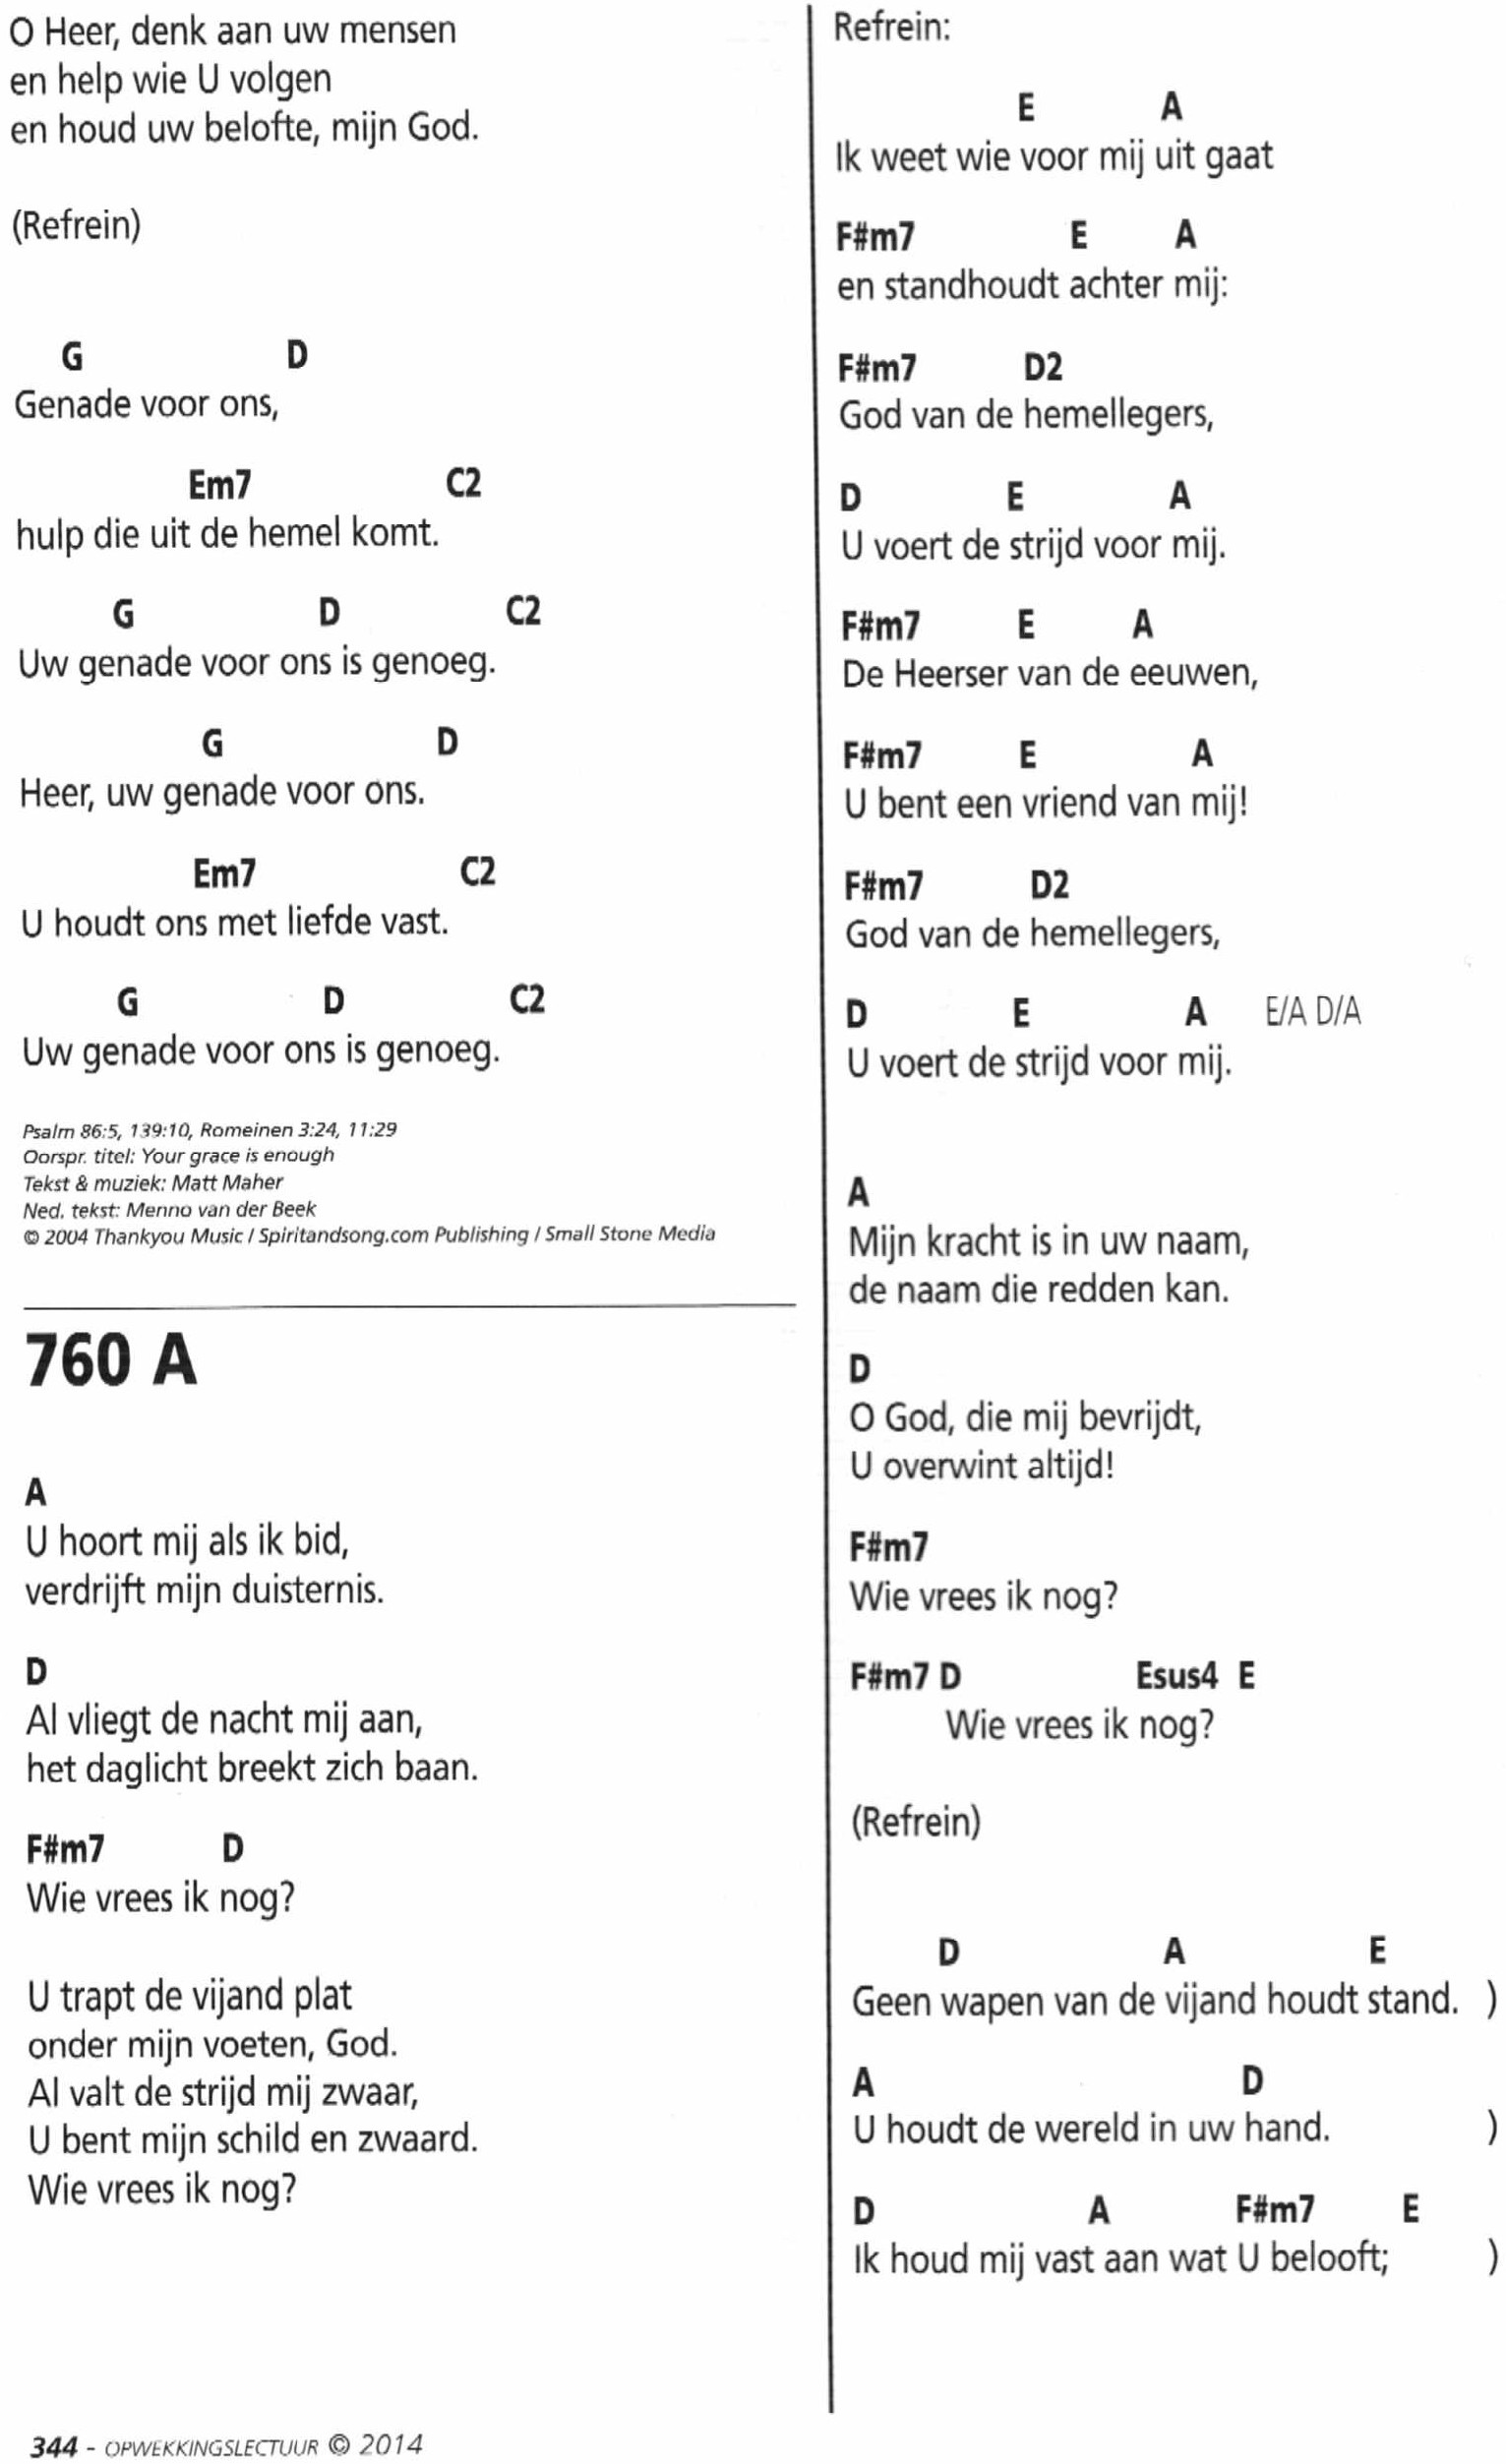 O Heer, denk aan uw mensen
en help wie U volgen
en houd uw belofte, mijn God.
(Refrein)
G D
Genade voor ons,
Em7 C2
hulp die uit de hemel komt.
G D C2
Uw genade voor ons is genoeg.
G D
Heer, uw genade voor ons.
Em7 C2
U houdt ons met liefde vast.
G D C2
Uw genade voor ons is genoeg.
Psalm 86:5, 139:10, Romeinen 3:24, 11:29
Oorspr. titel: Your grace is enough
Tekst & muziek: Matt Maher
Ned. tekst: Menno van der Beek
© 2004 Thankyou Music / Spiritandsong.com Publishing / Small Stone Media
760 A
A
U hoort mij als ik bid,
verdrijft mijn duisternis.
D
Al vliegt de nacht mij aan,
het daglicht breekt zich baan.
F#m7 D
Wie vrees ik nog?
U trapt de vijand plat
onder mijn voeten, God.
Al valt de strijd mij zwaar,
U bent mijn schild en zwaard.
Wie vrees ik nog?
Refrein:
E A
Ik weet wie voor mij uit gaat
F#m7 E A
en standhoudt achter mij:
F#m7 D2
God van de hemellegers,
D E A
U voert de strijd voor mij.
F#m7 E A
De Heerser van de eeuwen,
F#m7 E A
U bent een vriend van mij!
F#m7 D2
God van de hemellegers,
D E A E/A D/A
U voert de strijd voor mij.
A
Mijn kracht is in uw naam,
de naam die redden kan.
D
O God, die mij bevrijdt,
U overwint altijd!
F#m7
Wie vrees ik nog?
F#m7 D Esus4 E
Wie vrees ik nog?
(Refrein)
D A E
Geen wapen van de vijand houdt stand. )
A D
U houdt de wereld in uw hand. )
D A F#m7 E
Ik houd mij vast aan wat U belooft; )
344 - OPWEKKINGSLECTUUR © 2014